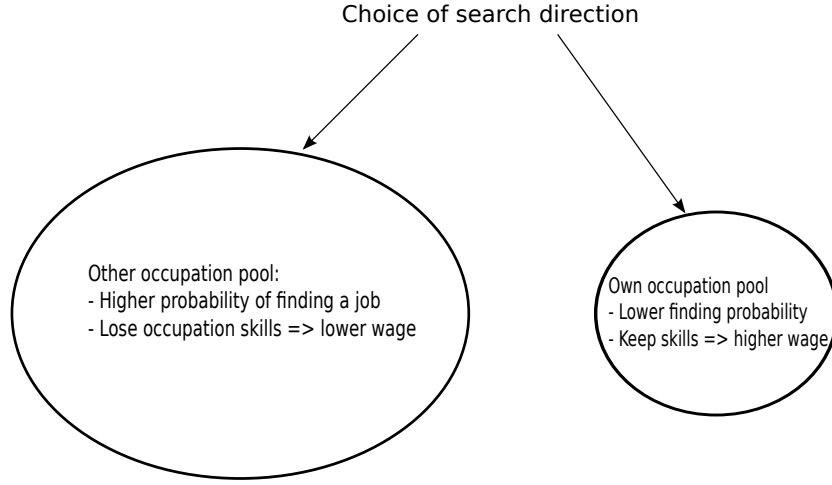 Choice of search direction
Other occupation pool:
- Higher probability of finding a job
- Lose occupation skills => lower wage
Own occupation pool
- Lower finding probability
- Keep skills => higher wage